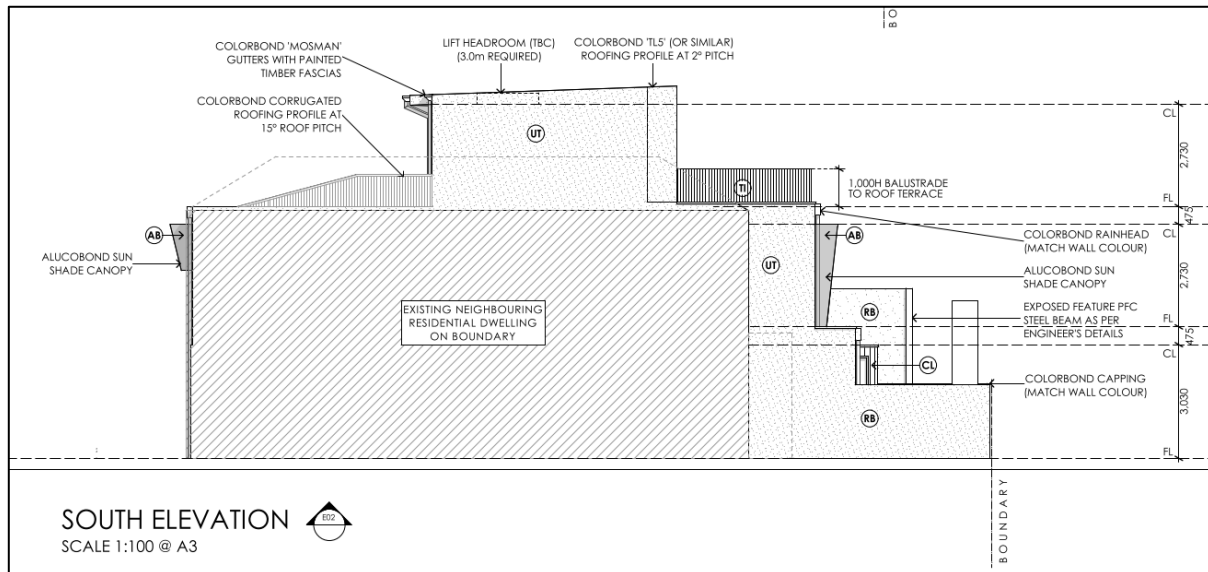 BO
COLORBOND 'MOSMAN'
GUTTERS WITH PAINTED
TIMBER FASCIAS
LIFT HEADROOM (TBC)
(3.0m REQUIRED)
COLORBOND 'TL5' (OR SIMILAR)
ROOFING PROFILE AT 2° PITCH
COLORBOND CORRUGATED
ROOFING PROFILE AT
15° ROOF PITCH
UT
CL
2,730
TI
1,000H BALUSTRADE
TO ROOF TERRACE
FL
475
CL
AB
AB
COLORBOND RAINHEAD
(MATCH WALL COLOUR)
ALUCOBOND SUN
SHADE CANOPY
UT
ALUCOBOND SUN
SHADE CANOPY
2,730
EXISTING NEIGHBOURING
RESIDENTIAL DWELLING
ON BOUNDARY
RB
EXPOSED FEATURE PFC
STEEL BEAM AS PER
ENGINEER'S DETAILS
FL
475
CL
CL
COLORBOND CAPPING
(MATCH WALL COLOUR)
3,030
RB
FL
BOUNDARY
SOUTH ELEVATION
E02
SCALE 1:100 @ A3